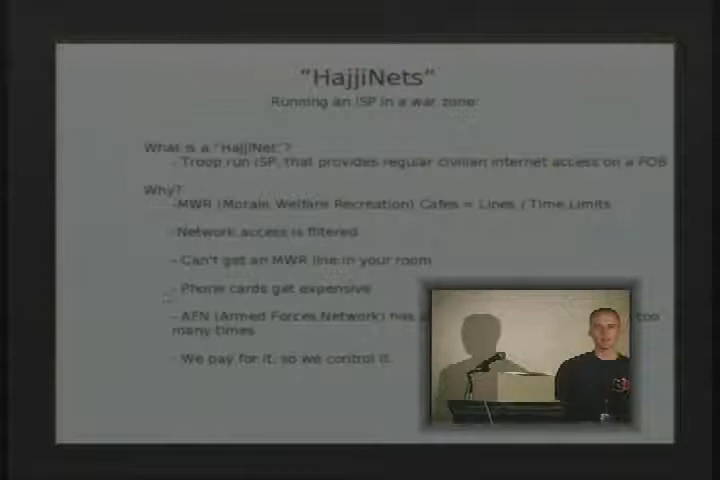 "HajjiNets"
Running an ISP in a war zone
What is a "HajjiNet"?
- Troop run ISP, that provides regular civilian internet access on a FOB
Why?
-MWR (Morale Welfare Recreation) Cafes = Lines / Time Limits
-Network access is filtered
- Can't get an MWR line in your room
- Phone cards get expensive
- AFN (Armed Forces Network) has too
many times
- We pay for it, so we control it.